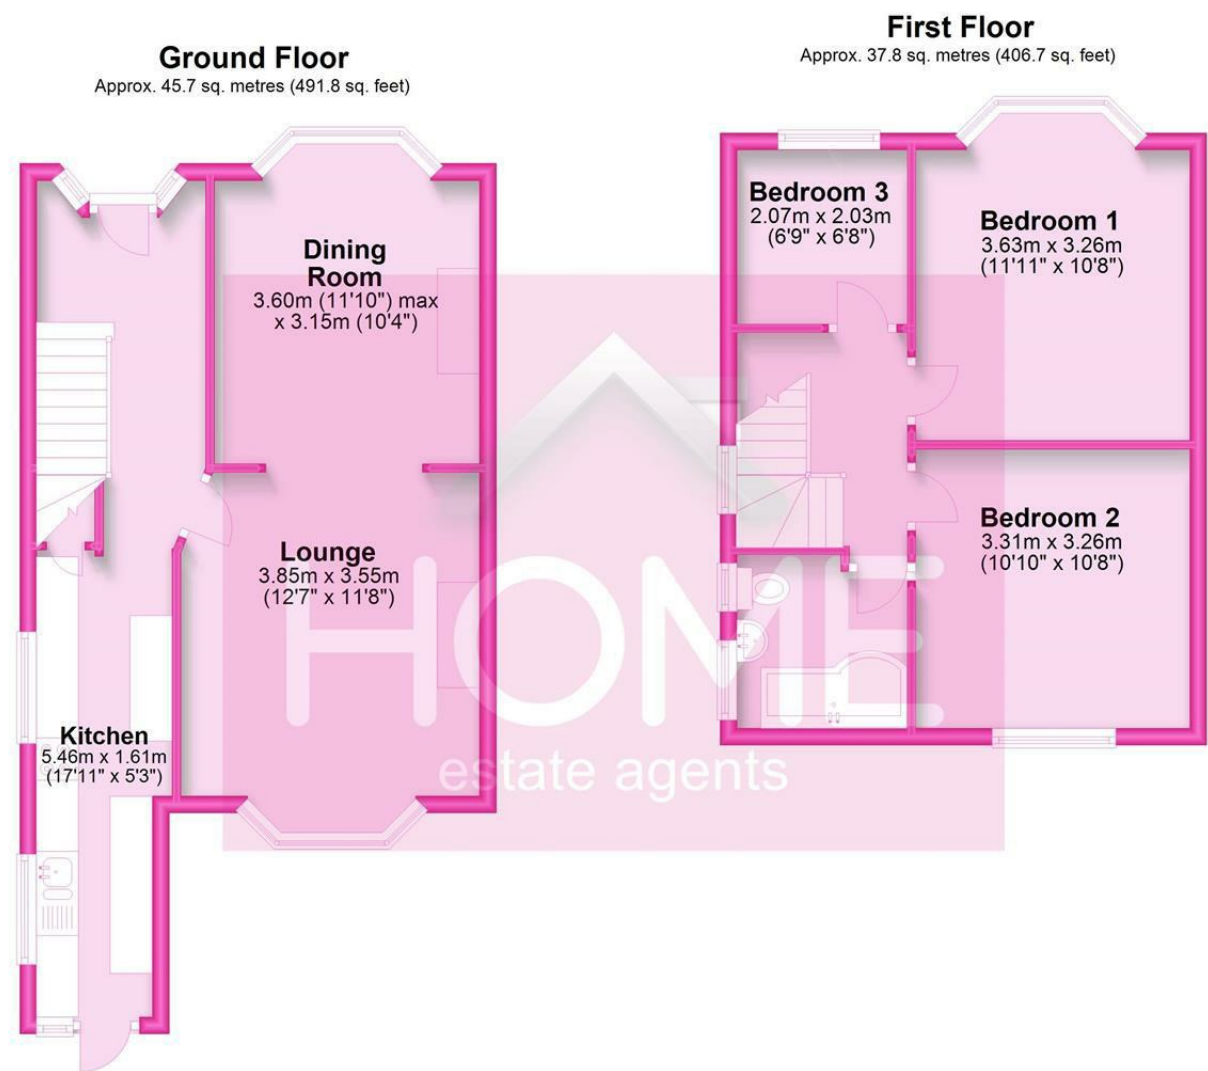 Ground Floor
Approx. 45.7 sq. metres (491.8 sq. feet)
First Floor
Approx. 37.8 sq. metres (406.7 sq. feet)
Dining
Room
3.60m (11'10") max
x 3.15m (10'4")
Lounge
3.85m x 3.55m
(12'7" x 11'8")
Kitchen
5.46m x 1.61m
(17'11" x 5'3")
Bedroom 3
2.07m x 2.03m
(6'9" x 6'8")
Bedroom 1
3.63m x 3.26m
(11'11" x 10'8")
Bedroom 2
3.31m x 3.26m
(10'10" x 10'8")
HOME
estate agents